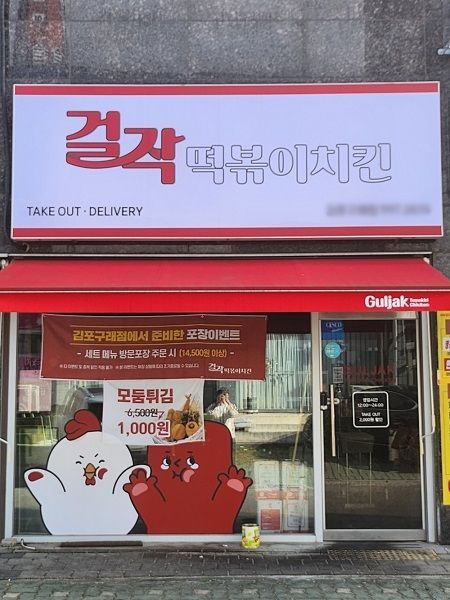 걸작떡볶이치킨
TAKE OUT · DELIVERY
Guljak
김포구래점에서 준비한 포장이벤트
- 세트 메뉴 방문포장 주문 시 (14,500원 이상) -
걸작떡볶이치킨
모둠튀김
6,500원
1,000원
영업시간
12:00~24:00
TAKE OUT
2,000원 할인